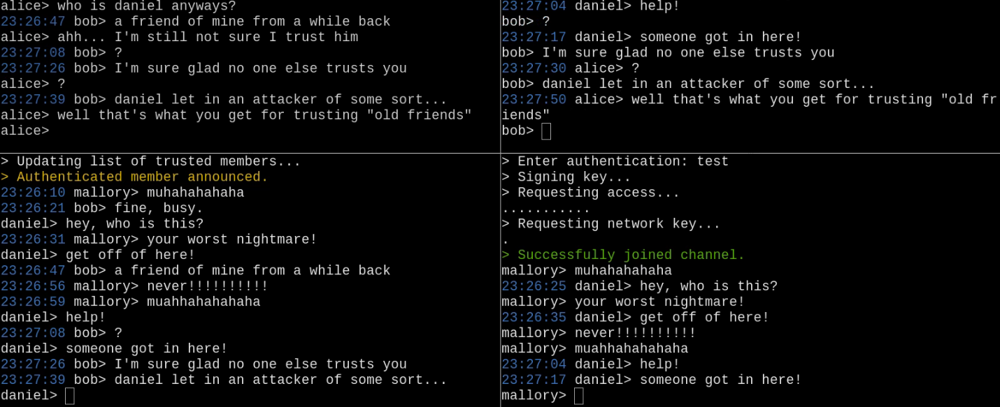 alice> who is daniel anyways?
23:26:47 bob> a friend of mine from a while back
alice> ahh... I'm still not sure I trust him
23:27:08 bob> ?
23:27:26 bob> I'm sure glad no one else trusts you
alice> ?
23:27:39 bob> daniel let in an attacker of some sort...
alice> well that's what you get for trusting "old friends"
alice>
23:27:04 daniel> help!
bob> ?
23:27:17 daniel> someone got in here!
bob> I'm sure glad no one else trusts you
23:27:30 alice> ?
bob> daniel let in an attacker of some sort...
23:27:50 alice> well that's what you get for trusting "old fr
iends"
bob>
> Updating list of trusted members...
> Authenticated member announced.
23:26:10 mallory> muhahahahaha
23:26:21 bob> fine, busy.
daniel> hey, who is this?
23:26:31 mallory> your worst nightmare!
daniel> get off of here!
23:26:47 bob> a friend of mine from a while back
23:26:56 mallory> never!!!!!!!!!!
23:26:59 mallory> muahhahahahaha
daniel> help!
23:27:08 bob> ?
daniel> someone got in here!
23:27:26 bob> I'm sure glad no one else trusts you
23:27:39 bob> daniel let in an attacker of some sort...
daniel>
> Enter authentication: test
> Signing key...
> Requesting access...
...........
> Requesting network key...
.
> Successfully joined channel.
mallory> muhahahahaha
23:26:25 daniel> hey, who is this?
mallory> your worst nightmare!
23:26:35 daniel> get off of here!
mallory> never!!!!!!!!!!
mallory> muahhahahahaha
23:27:04 daniel> help!
23:27:17 daniel> someone got in here!
mallory>